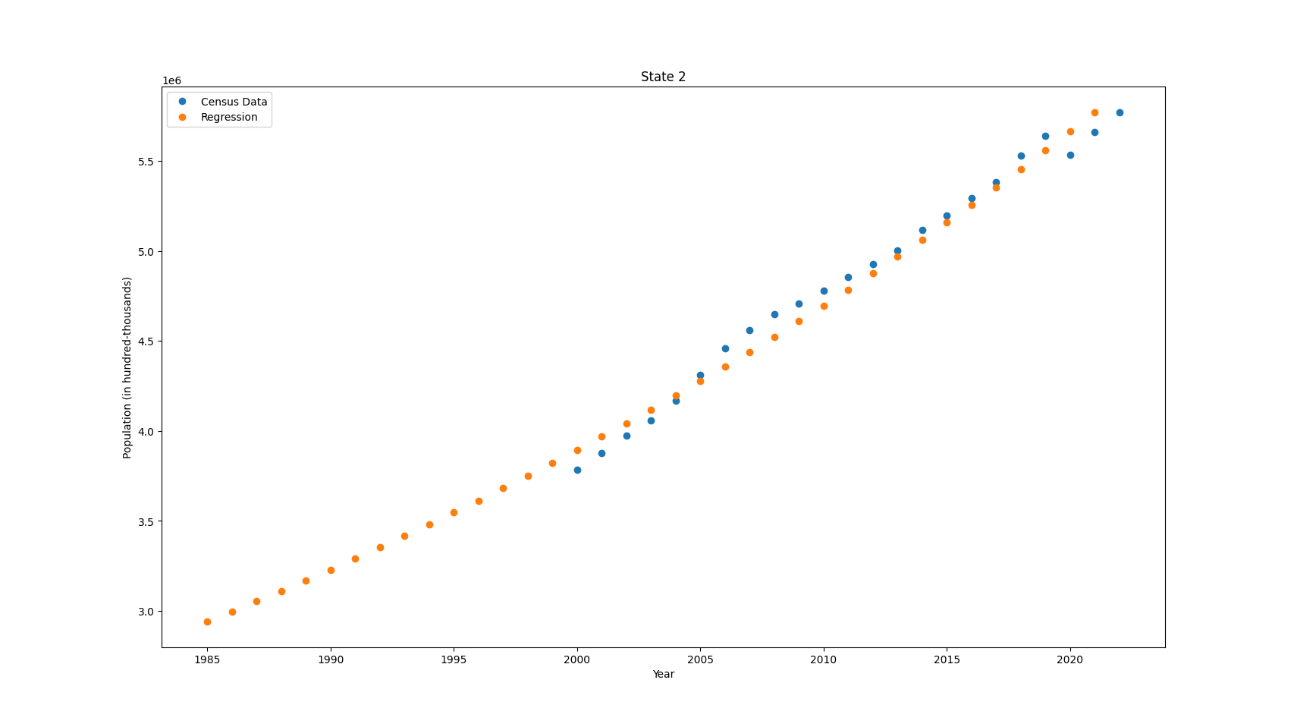 State 2
1e6
Census Data
Regression
5.5
5.0
4.5
4.0
3.5
3.0
Population (in hundred-thousands)
1985 1990 1995 2000 2005 2010 2015 2020
Year